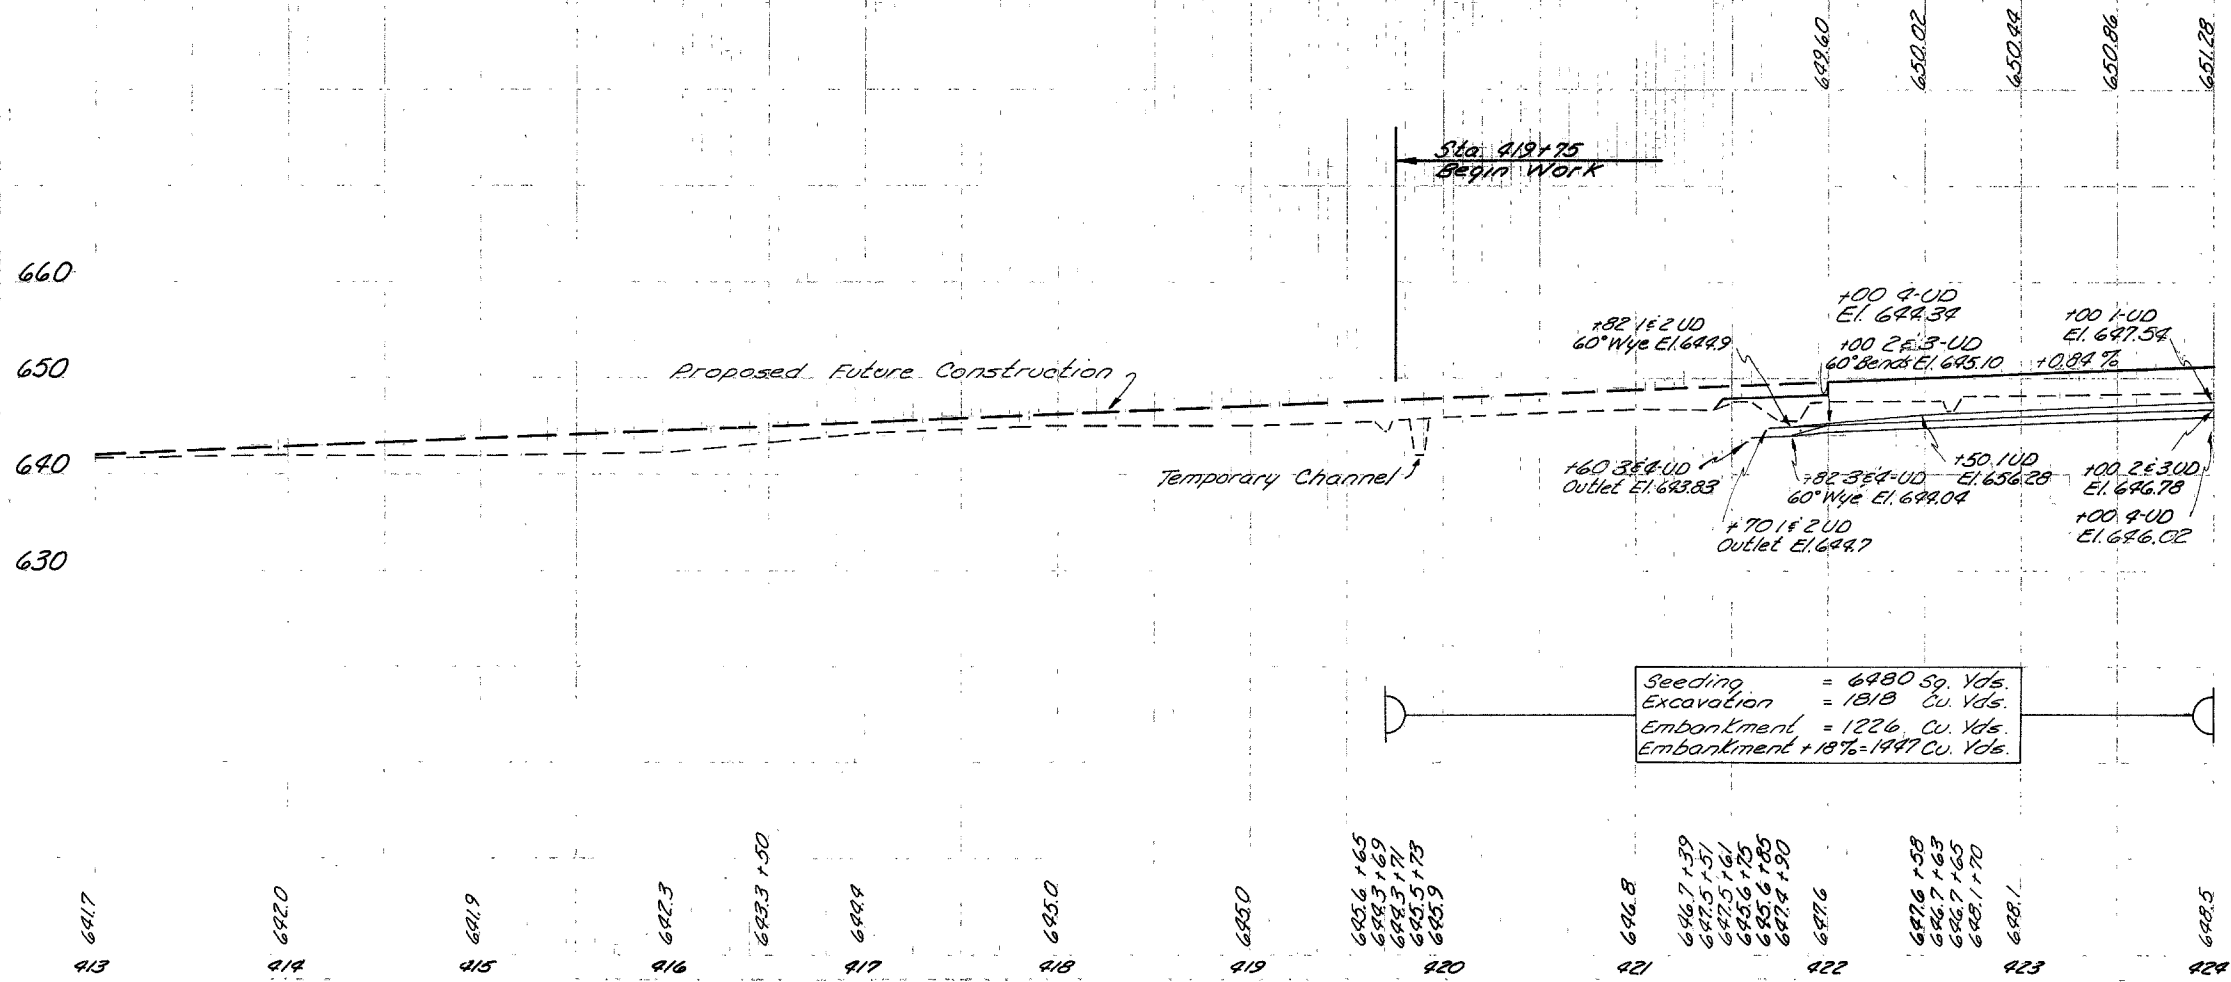 649.60
650.02
650.44
650.86
651.28
Sta. 419+75
Begin Work
660
650
640
630
Proposed Future Construction
Temporary Channel
+82 1&2 UD
60° Wye El. 644.9
+00 4-UD
El. 644.34
+00 2&3-UD
60° Bends El. 645.10
+0.84 %
+00 1-UD
El. 647.54
+60 3&4-UD
Outlet El. 643.83
+82 3&4-UD
60° Wye El. 644.04
+50 1UD
El. 656.28
+00 2&3UD
El. 646.78
+70 1&2 UD
Outlet El. 644.7
+00 4-UD
El. 646.02
Seeding = 6480 Sq. Yds.
Excavation = 1818 Cu. Yds.
Embankment = 1226 Cu. Yds.
Embankment +18%=1447 Cu. Yds.
641.7
642.0
641.9
642.3
643.3 +50
644.4
645.0
645.0
645.6 +65
644.3 +69
644.3 +71
645.5 +73
645.9
646.8
646.7 +39
647.5 +51
647.5 +61
645.6 +75
645.6 +85
647.4 +90
647.6
647.6 +58
646.7 +63
646.7 +65
648.1 +70
648.1
648.5
413
414
415
416
417
418
419
420
421
422
423
424